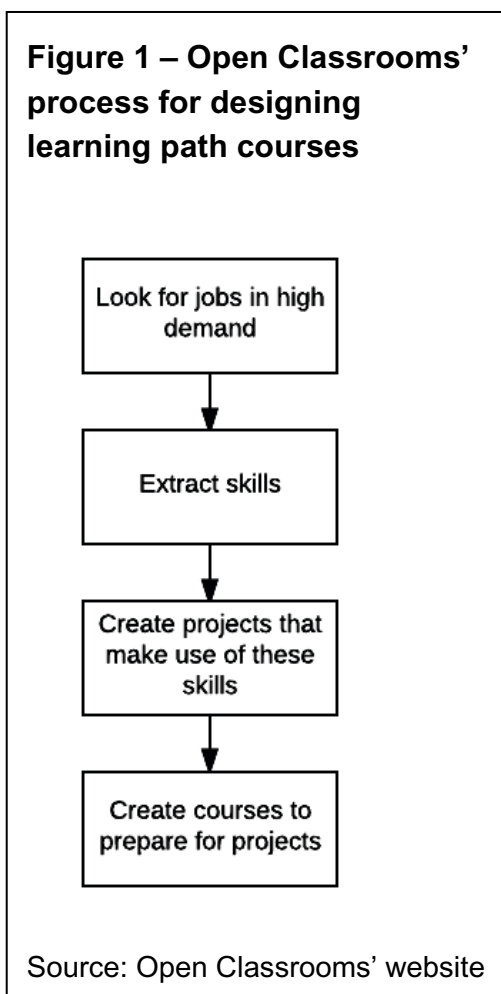 Figure 1 – Open Classrooms’
process for designing
learning path courses
Look for jobs in high
demand
Extract skills
Create projects that
make use of these
skills
Create courses to
prepare for projects
Source: Open Classrooms’ website